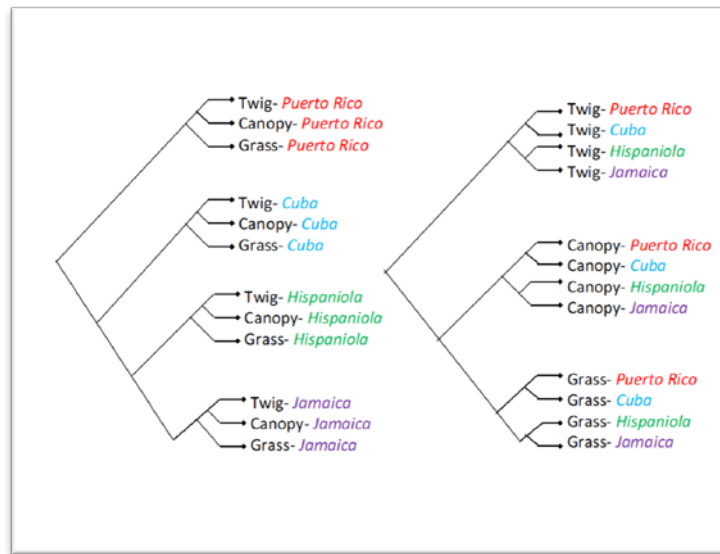 Twig- Puerto Rico
Canopy- Puerto Rico
Grass- Puerto Rico
Twig- Cuba
Canopy- Cuba
Grass- Cuba
Twig- Hispaniola
Canopy- Hispaniola
Grass- Hispaniola
Twig- Jamaica
Canopy- Jamaica
Grass- Jamaica
Twig- Puerto Rico
Twig- Cuba
Twig- Hispaniola
Twig- Jamaica
Canopy- Puerto Rico
Canopy- Cuba
Canopy- Hispaniola
Canopy- Jamaica
Grass- Puerto Rico
Grass- Cuba
Grass- Hispaniola
Grass- Jamaica